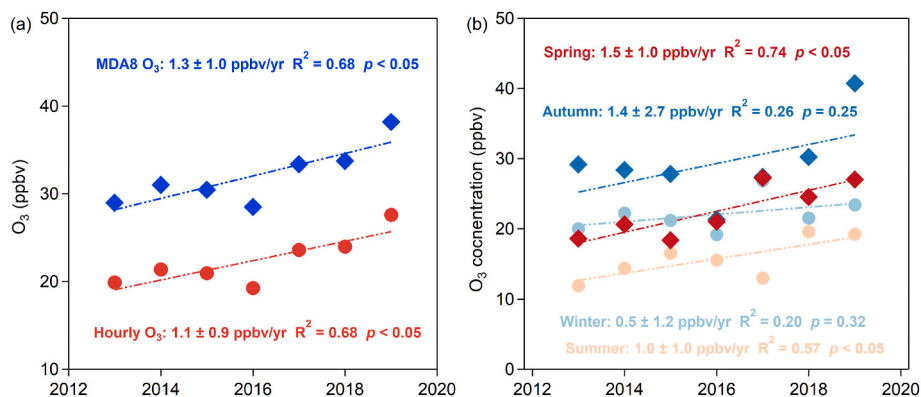 (a)
50
40
30
20
10
O3 (ppbv)
MDA8 O3: 1.3 ± 1.0 ppbv/yr R2 = 0.68 p < 0.05
Hourly O3: 1.1 ± 0.9 ppbv/yr R2 = 0.68 p < 0.05
2012 2014 2016 2018 2020
(b)
50
40
30
20
10
0
O3 cocnentration (ppbv)
Spring: 1.5 ± 1.0 ppbv/yr R2 = 0.74 p < 0.05
Autumn: 1.4 ± 2.7 ppbv/yr R2 = 0.26 p = 0.25
Winter: 0.5 ± 1.2 ppbv/yr R2 = 0.20 p = 0.32
Summer: 1.0 ± 1.0 ppbv/yr R2 = 0.57 p < 0.05
2012 2014 2016 2018 2020